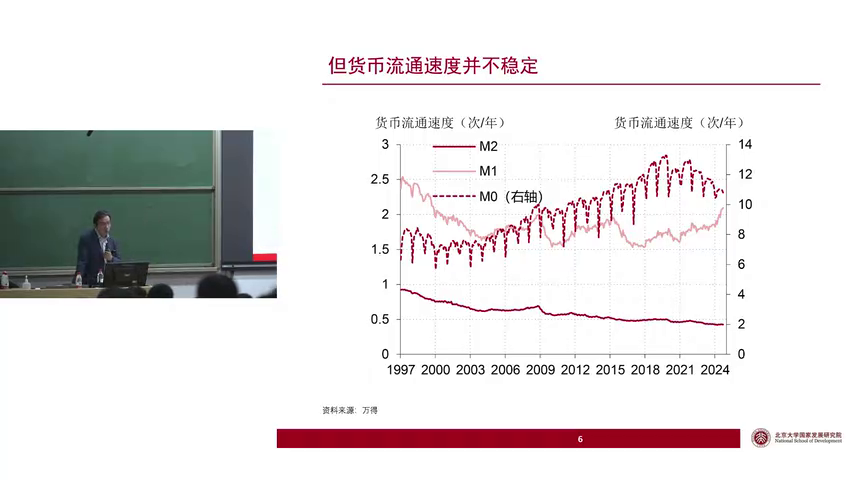 但货币流通速度并不稳定
货币流通速度（次/年）
货币流通速度（次/年）
M2
M1
M0（右轴）
3
2.5
2
1.5
1
0.5
0
14
12
10
8
6
4
2
0
1997 2000 2003 2006 2009 2012 2015 2018 2021 2024
资料来源：万得
6
北京大学国家发展研究院
National School of Development